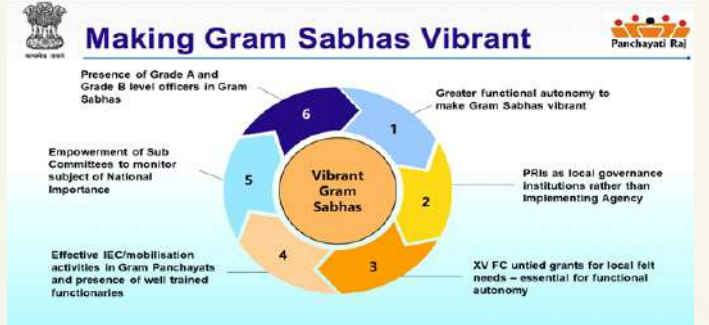 Making Gram Sabhas Vibrant
सत्यमेव जयते
Panchayati Raj
Presence of Grade A and
Grade B level officers in Gram
Sabhas
6
Greater functional autonomy to
make Gram Sabhas vibrant
1
Empowerment of Sub
Committees to monitor
subject of National
Importance
5
Vibrant
Gram
Sabhas
PRIs as local governance
institutions rather than
Implementing Agency
2
Effective IEC/mobilisation
activities in Gram Panchayats
and presence of well trained
functionaries
4
3
XV FC untied grants for local felt
needs – essential for functional
autonomy